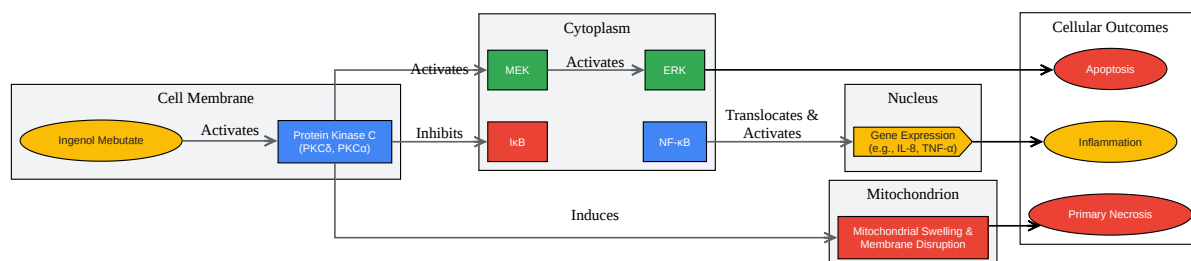 Cell Membrane
Ingenol Mebutate
Activates
Protein Kinase C
(PKCδ, PKCα)
Activates
Inhibits
Induces
Cytoplasm
MEK
Activates
ERK
IκB
NF-κB
Translocates &
Activates
Nucleus
Gene Expression
(e.g., IL-8, TNF-α)
Mitochondrion
Mitochondrial Swelling &
Membrane Disruption
Cellular Outcomes
Apoptosis
Inflammation
Primary Necrosis